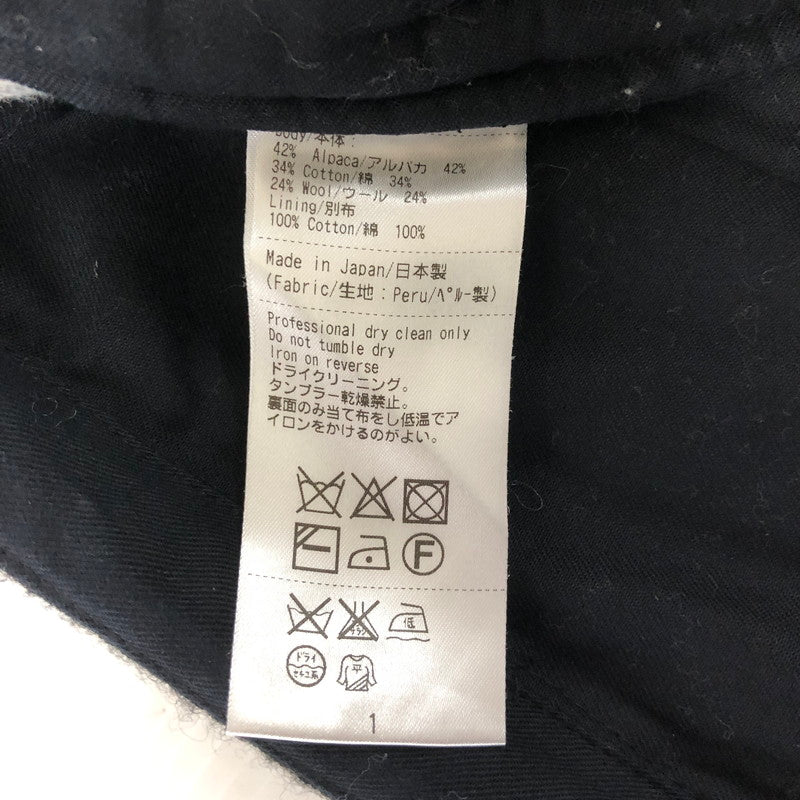 Body/本体:
42% Alpaca/アルパカ 42%
34% Cotton/綿 34%
24% Wool/ウール 24%
Lining/別布
100% Cotton/綿 100%
Made in Japan/日本製
(Fabric/生地:Peru/ペルー製)
Professional dry clean only
Do not tumble dry
Iron on reverse
ドライクリーニング。
タンブラー乾燥禁止。
裏面のみ当て布をし低温でア
イロンをかけるのがよい。
F
低
ドライ
セキユ系
平
1